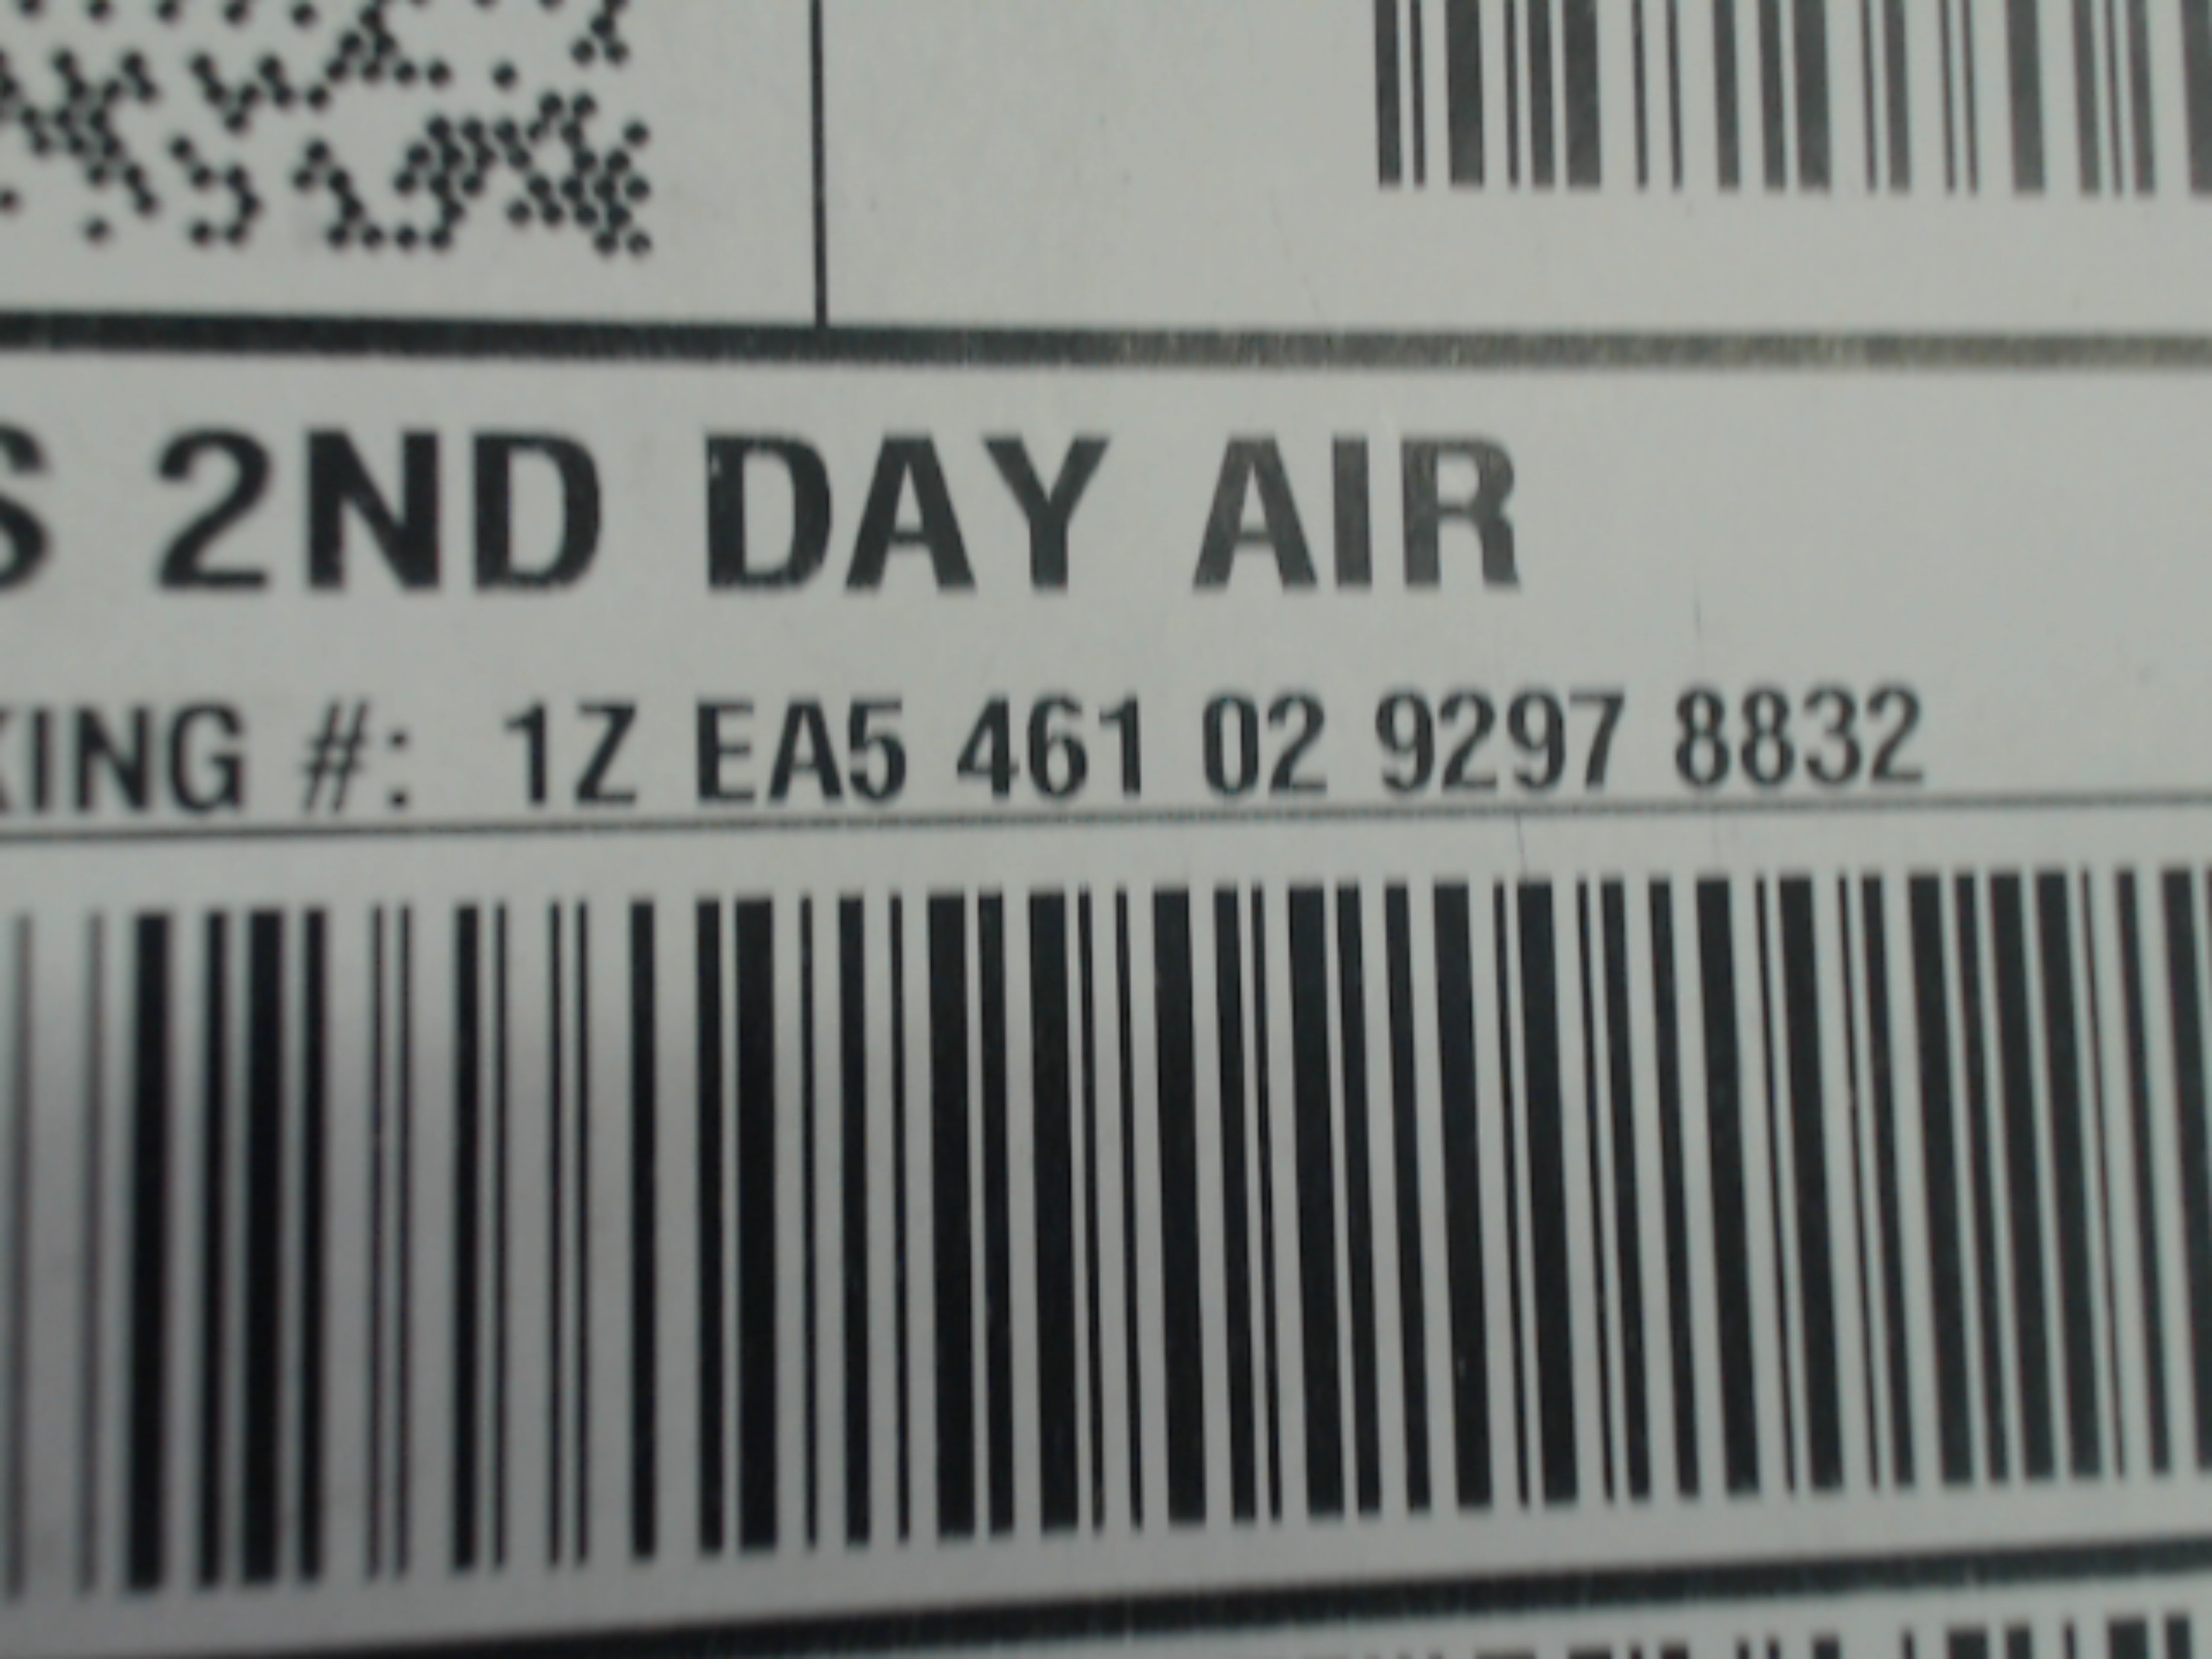 S 2ND DAY AIR
KING #: 1Z EA5 461 02 9297 8832